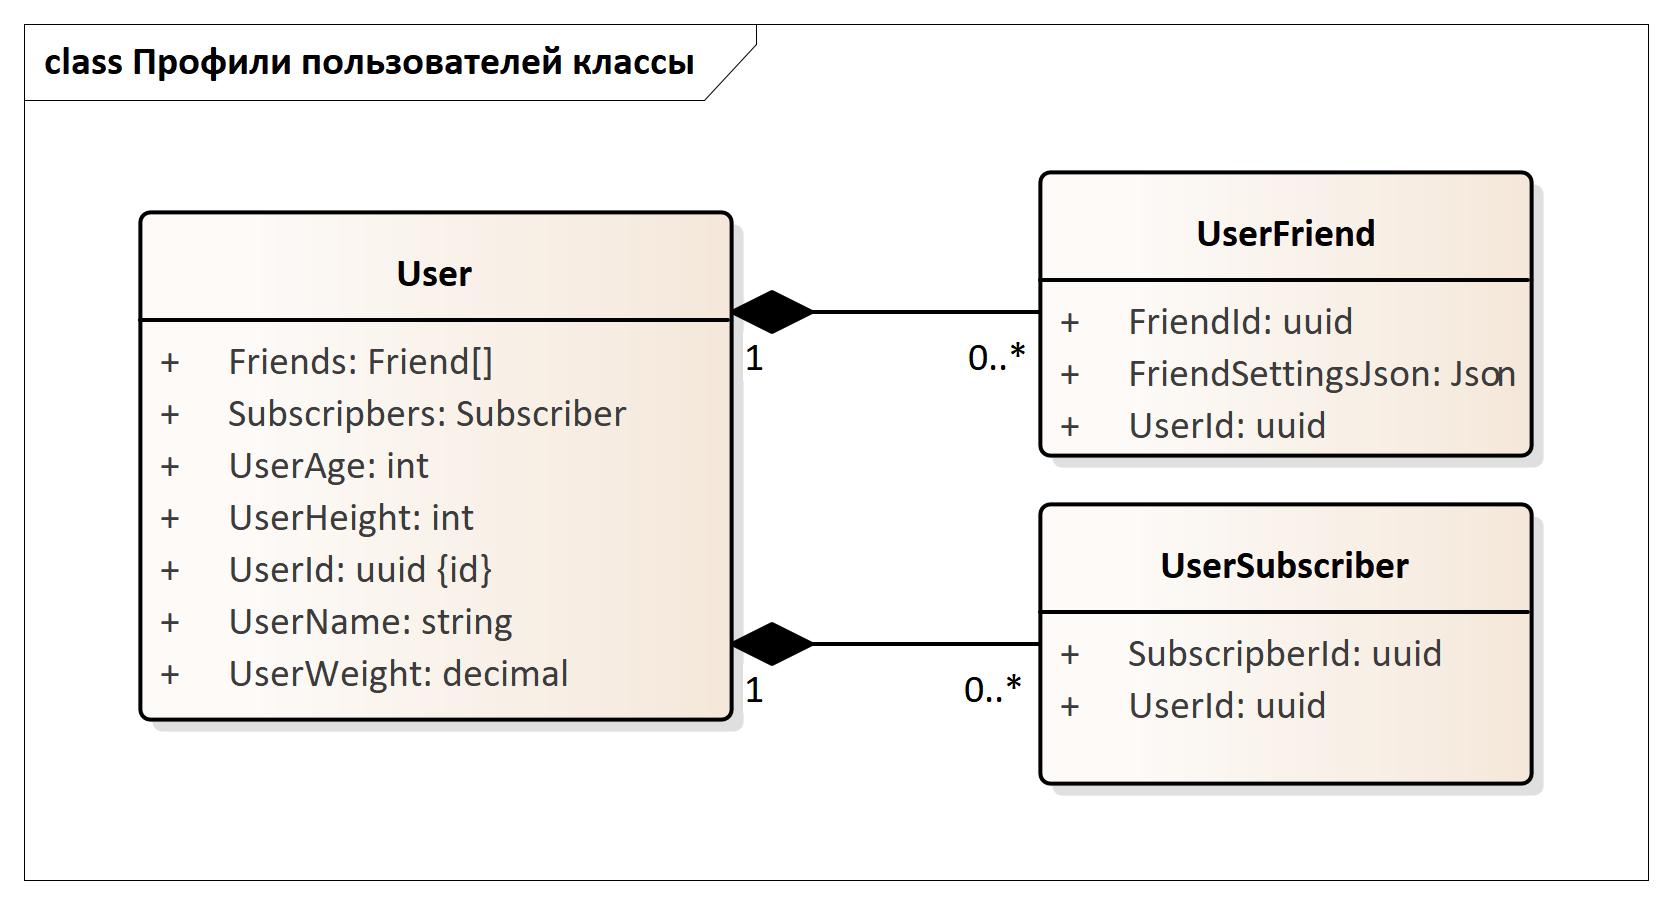 class Профили пользователей классы
User
+ Friends: Friend[]
+ Subscripbers: Subscriber
+ UserAge: int
+ UserHeight: int
+ UserId: uuid {id}
+ UserName: string
+ UserWeight: decimal
1
0..*
UserFriend
+ FriendId: uuid
+ FriendSettingsJson: Json
+ UserId: uuid
1
0..*
UserSubscriber
+ SubscripberId: uuid
+ UserId: uuid